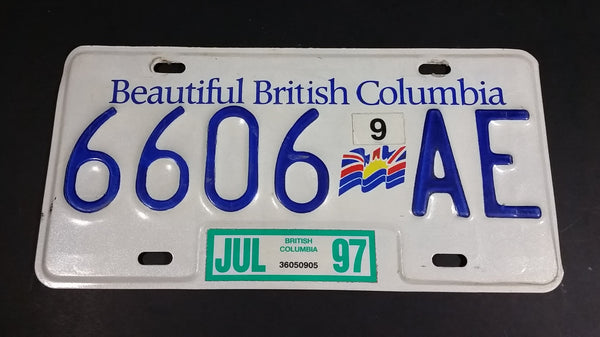 Beautiful British Columbia
6606 9 AE
JUL BRITISH COLUMBIA 36050905 97